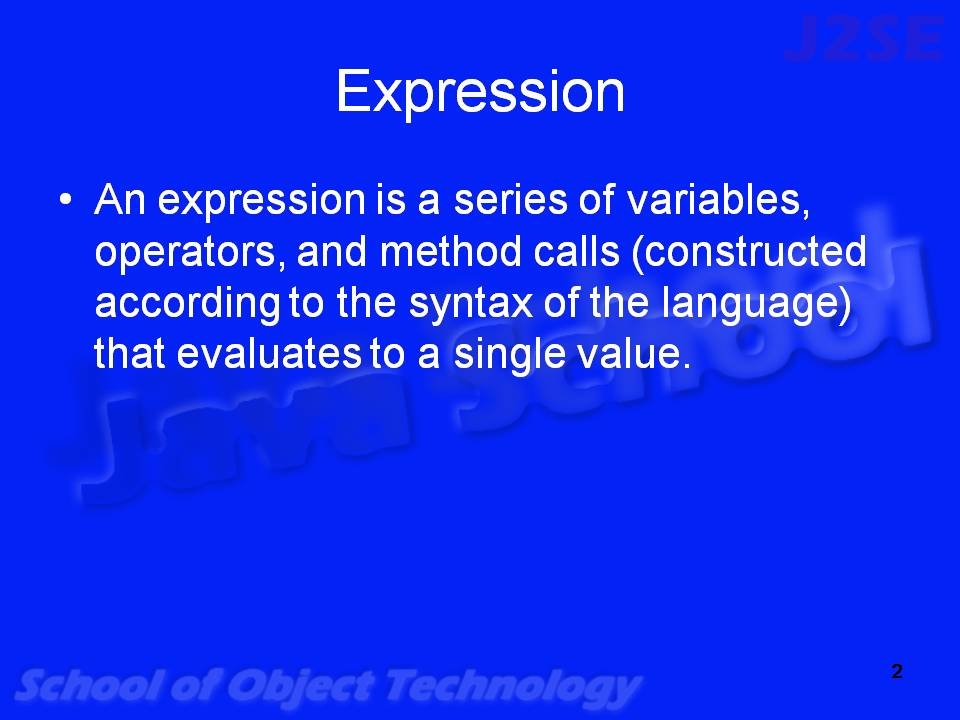 J2SE
Expression
• An expression is a series of variables,
operators, and method calls (constructed
according to the syntax of the language)
that evaluates to a single value.
Java School
School of Object Technology
2